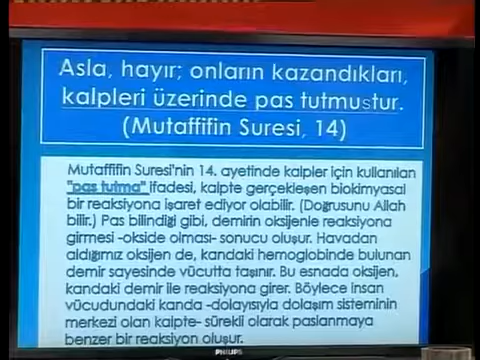 Asla, hayır; onların kazandıkları,
kalpleri üzerinde pas tutmuştur.
(Mutaffifin Suresi, 14)
Mutaffifin Suresi'nin 14. ayetinde kalpler için kullanılan
"pas tutma" ifadesi, kalpte gerçekleşen biokimyasal
bir reaksiyona işaret ediyor olabilir. (Doğrusunu Allah
bilir.) Pas bilindiği gibi, demirin oksijenle reaksiyona
girmesi -okside olması- sonucu oluşur. Havadan
aldığımız oksijen de, kandaki hemoglobinde bulunan
demir sayesinde vücutta taşınır. Bu esnada oksijen,
kandaki demir ile reaksiyona girer. Böylece insan
vücudundaki kanda -dolayısıyla dolaşım sisteminin
merkezi olan kalpte- sürekli olarak paslanmaya
benzer bir reaksiyon oluşur.
PHILIPS